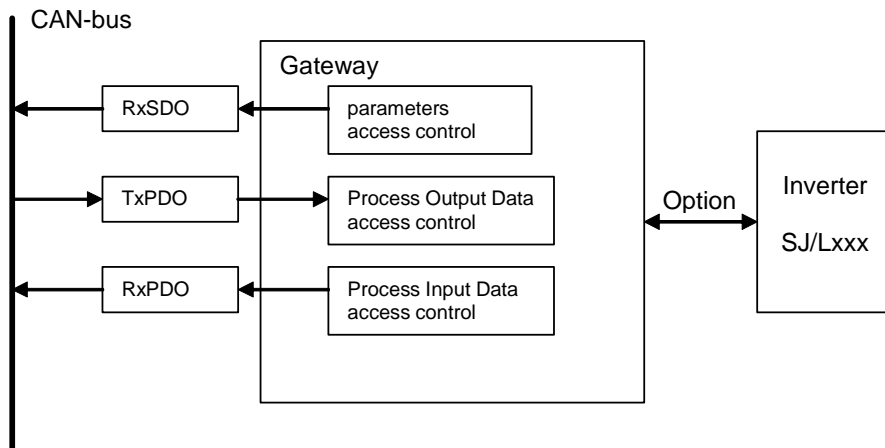 CAN-bus
Gateway
RxSDO
parameters
access control
TxPDO
Process Output Data
access control
RxPDO
Process Input Data
access control
Option
Inverter
SJ/Lxxx